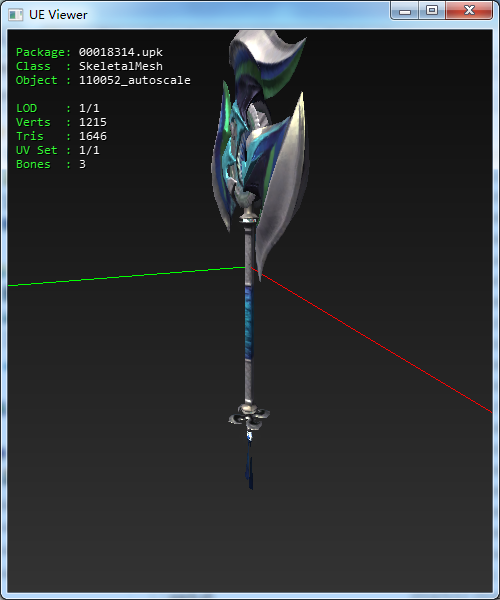 UE Viewer
Package: 00018314.upk
Class : SkeletalMesh
Object : 110052_autoscale
LOD : 1/1
Verts : 1215
Tris : 1646
UV Set : 1/1
Bones : 3